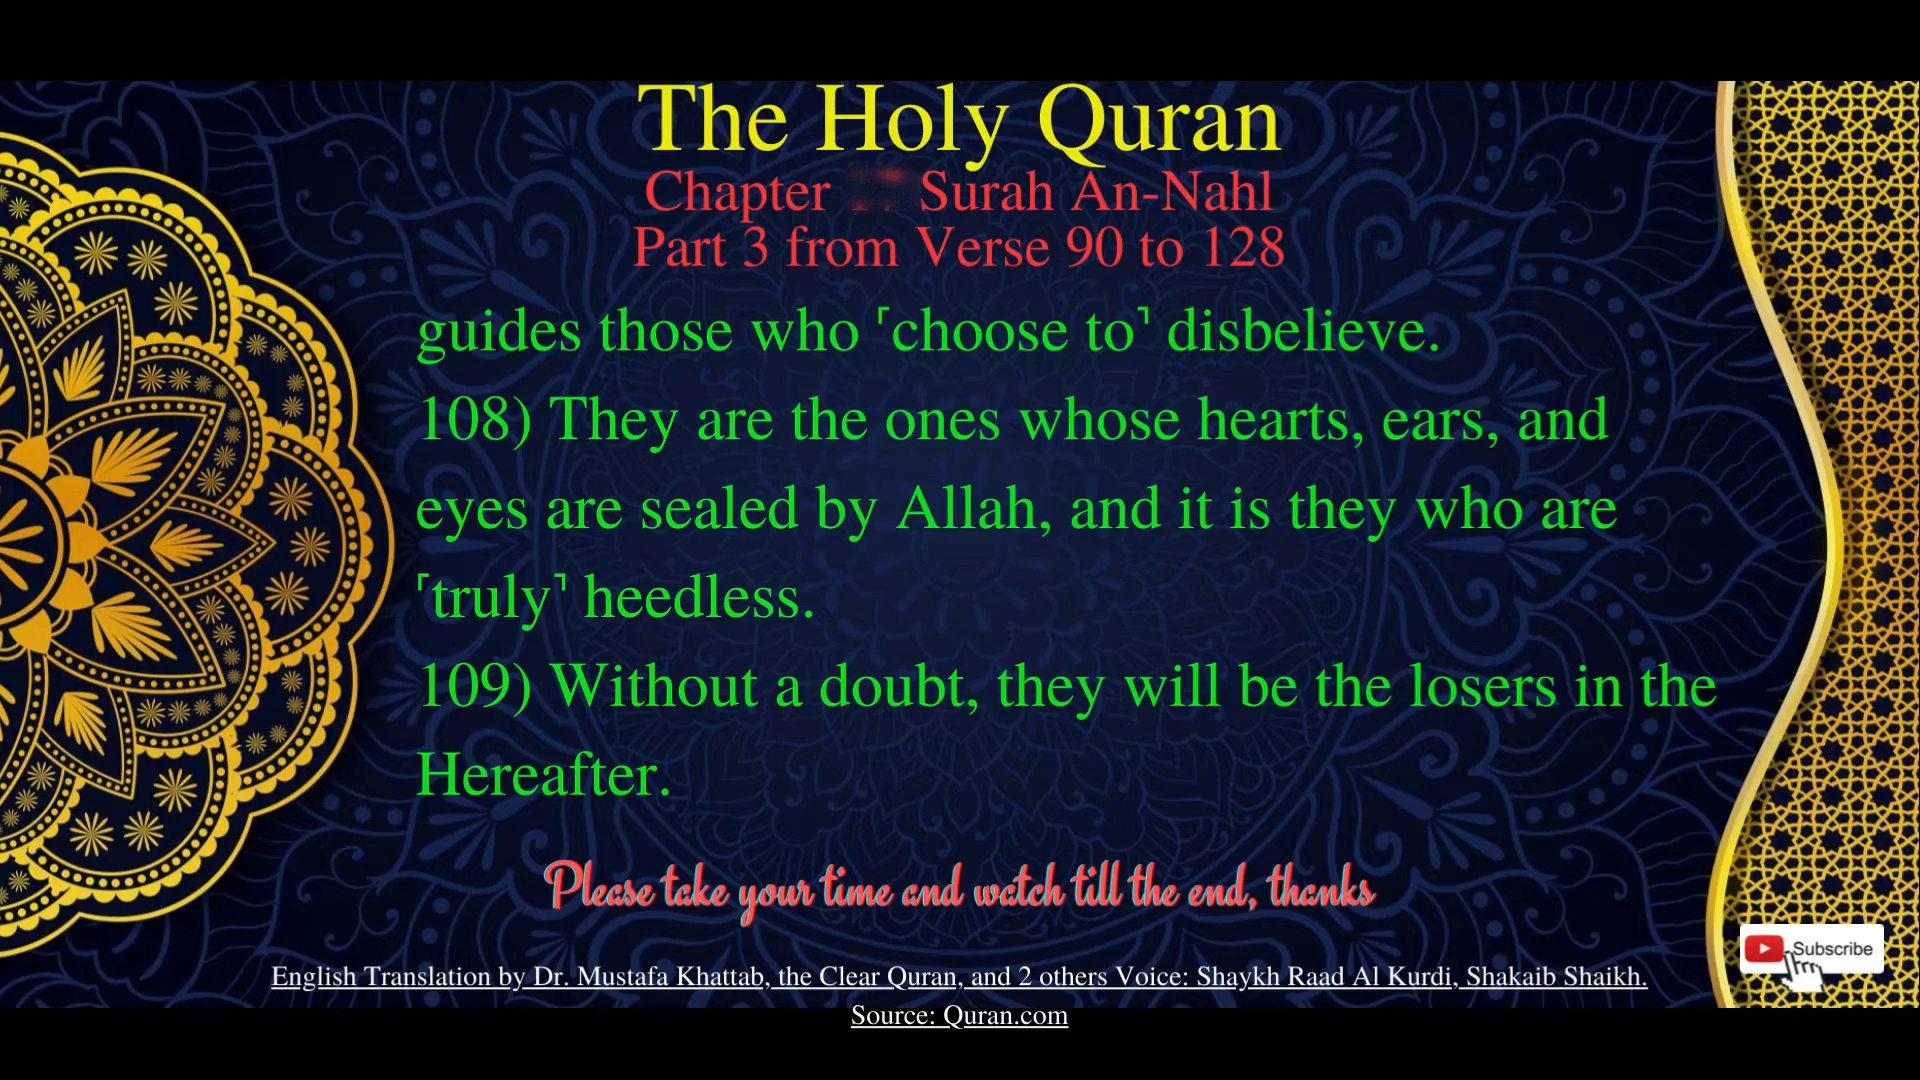 The Holy Quran
Chapter Surah An-Nahl
Part 3 from Verse 90 to 128
guides those who ⸢choose to⸣ disbelieve.
108) They are the ones whose hearts, ears, and
eyes are sealed by Allah, and it is they who are
⸢truly⸣ heedless.
109) Without a doubt, they will be the losers in the
Hereafter.
Please take your time and watch till the end, thanks
Subscribe
English Translation by Dr. Mustafa Khattab, the Clear Quran, and 2 others Voice: Shaykh Raad Al Kurdi, Shakaib Shaikh.
Source: Quran.com